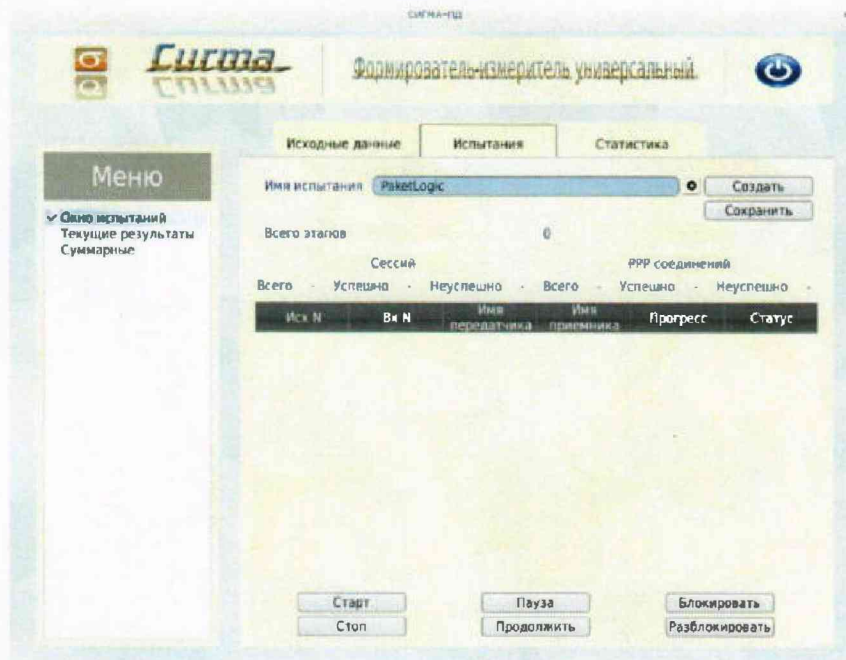 СИГМА-ПД
Сигма
Формирователь-измеритель универсальный
Исходные данные Испытания Статистика
Меню
Окно испытаний
Текущие результаты
Суммарные
Имя испытания PaketLogic Создать
Сохранить
Всего этапов 0
Сессий PPP соединений
Всего - Успешно - Неуспешно - Всего - Успешно - Неуспешно -
Исх N Вх N Имя передатчика Имя приемника Прогресс Статус
Старт Пауза Блокировать
Стоп Продолжить Разблокировать